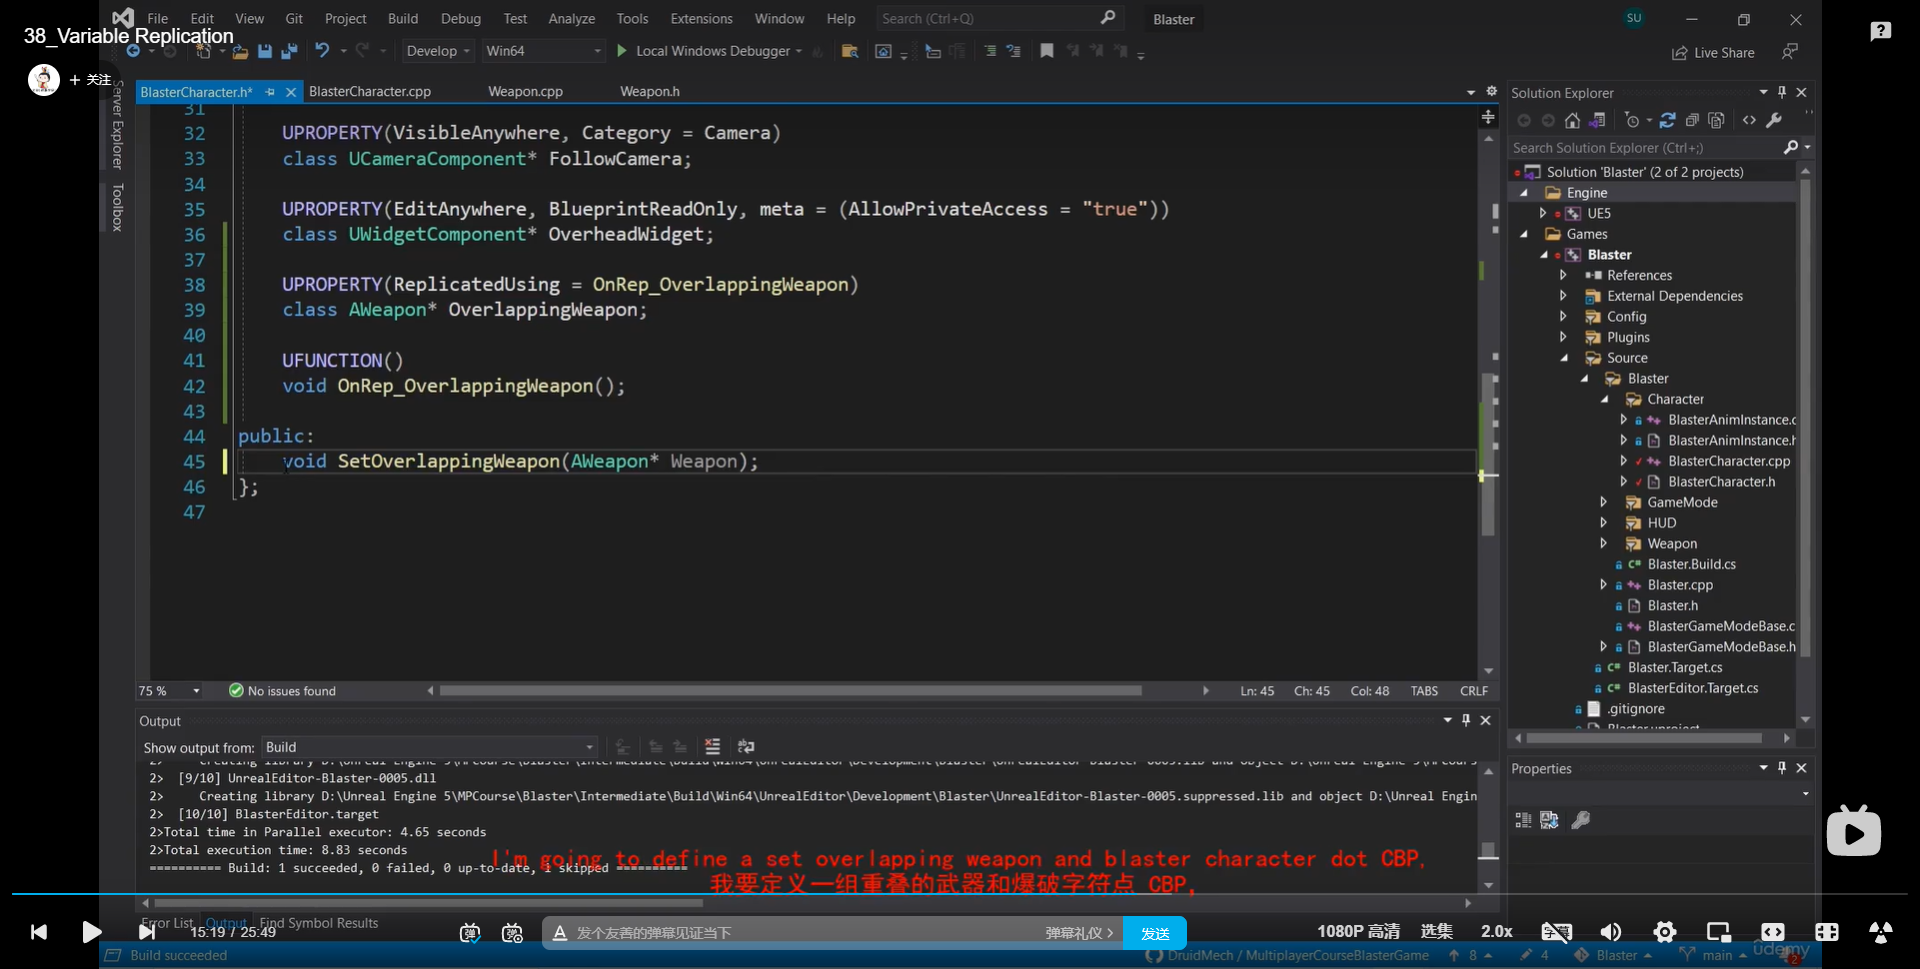 File Edit View Git Project Build Debug Test Analyze Tools Extensions Window Help Search (Ctrl+Q) Blaster SU
38_Variable Replication
Develop Win64 Local Windows Debugger Live Share
+ 关注
BlasterCharacter.h* BlasterCharacter.cpp Weapon.cpp Weapon.h
Server Explorer
Toolbox
31
32 UPROPERTY(VisibleAnywhere, Category = Camera)
33 class UCameraComponent* FollowCamera;
34
35 UPROPERTY(EditAnywhere, BlueprintReadOnly, meta = (AllowPrivateAccess = "true"))
36 class UWidgetComponent* OverheadWidget;
37
38 UPROPERTY(ReplicatedUsing = OnRep_OverlappingWeapon)
39 class AWeapon* OverlappingWeapon;
40
41 UFUNCTION()
42 void OnRep_OverlappingWeapon();
43
44 public:
45 void SetOverlappingWeapon(AWeapon* Weapon);
46 };
47
75 % No issues found Ln: 45 Ch: 45 Col: 48 TABS CRLF
Solution Explorer
Search Solution Explorer (Ctrl+;)
Solution 'Blaster' (2 of 2 projects)
Engine
UE5
Games
Blaster
References
External Dependencies
Config
Plugins
Source
Blaster
Character
BlasterAnimInstance.c
BlasterAnimInstance.h
BlasterCharacter.cpp
BlasterCharacter.h
GameMode
HUD
Weapon
Blaster.Build.cs
Blaster.cpp
Blaster.h
BlasterGameModeBase.c
BlasterGameModeBase.h
Blaster.Target.cs
BlasterEditor.Target.cs
.gitignore
Blaster.uproject
Properties
Output
Show output from: Build
2> [9/10] UnrealEditor-Blaster-0005.dll
2> Creating library D:\Unreal Engine 5\MPCourse\Blaster\Intermediate\Build\Win64\UnrealEditor\Development\Blaster\UnrealEditor-Blaster-0005.suppressed.lib and object D:\Unreal Engin
2> [10/10] BlasterEditor.target
2>Total time in Parallel executor: 4.65 seconds
2>Total execution time: 8.83 seconds
========== Build: 1 succeeded, 0 failed, 0 up-to-date, 1 skipped ==========
I'm going to define a set overlapping weapon and blaster character dot CBP,
我要定义一组重叠的武器和爆破字符点 CBP,
Error List Output Find Symbol Results
15:19 / 25:49 发个友善的弹幕见证当下 弹幕礼仪 > 发送 1080P 高清 选集 2.0x 字幕
Build succeeded DruidMech / MultiplayerCourseBlasterGame 8 4 Blaster main 2
udemy